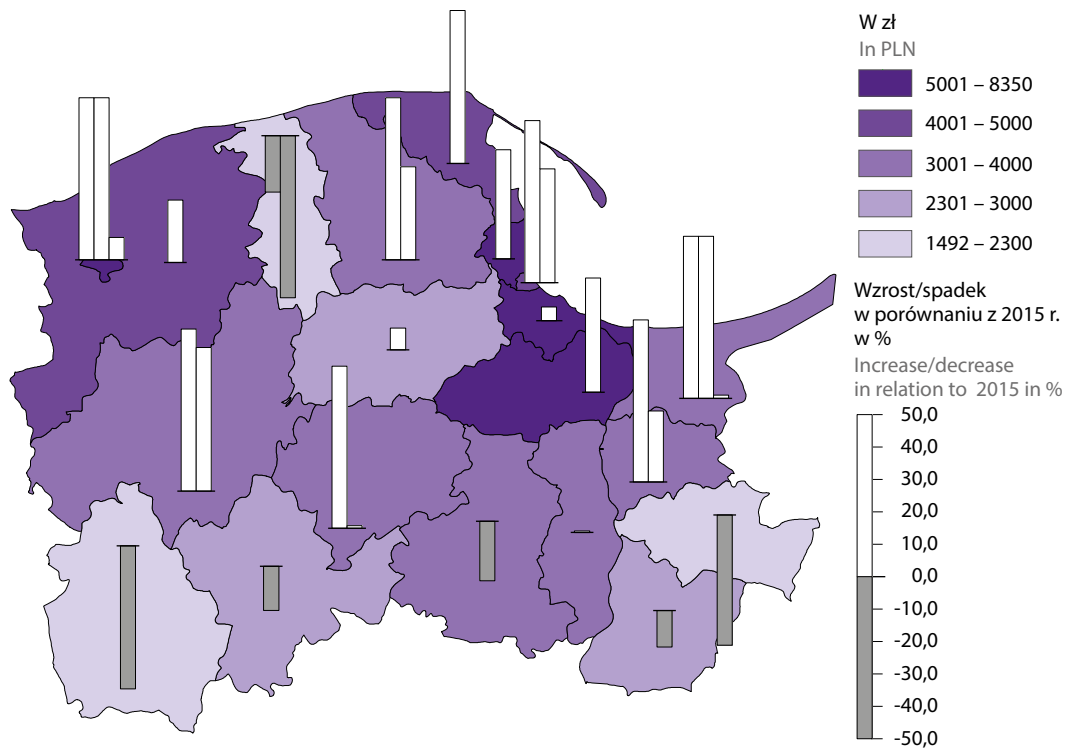 W zł
In PLN
5001 – 8350
4001 – 5000
3001 – 4000
2301 – 3000
1492 – 2300
Wzrost/spadek
w porównaniu z 2015 r.
w %
Increase/decrease
in relation to 2015 in %
50,0
40,0
30,0
20,0
10,0
0,0
-10,0
-20,0
-30,0
-40,0
-50,0